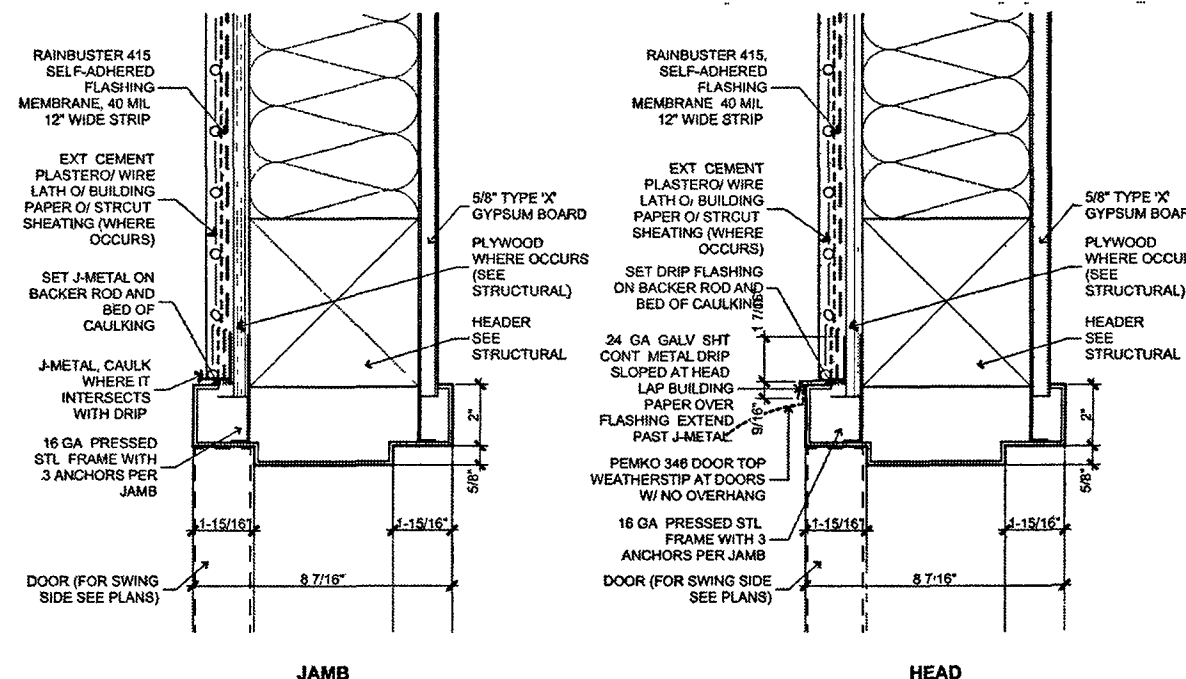 RAINBUSTER 415
SELF-ADHERED
FLASHING
MEMBRANE, 40 MIL
12" WIDE STRIP
EXT CEMENT
PLASTERO/ WIRE
LATH O/ BUILDING
PAPER O/ STRCUT
SHEATING (WHERE
OCCURS)
SET J-METAL ON
BACKER ROD AND
BED OF
CAULKING
J-METAL, CAULK
WHERE IT
INTERSECTS
WITH DRIP
16 GA PRESSED
STL FRAME WITH
3 ANCHORS PER
JAMB
DOOR (FOR SWING
SIDE SEE PLANS)
5/8" TYPE 'X'
GYPSUM BOARD
PLYWOOD
WHERE OCCURS
(SEE
STRUCTURAL)
HEADER
SEE
STRUCTURAL
2"
5/8"
1-15/16"
1-15/16"
8 7/16"
JAMB
RAINBUSTER 415,
SELF-ADHERED
FLASHING
MEMBRANE 40 MIL
12" WIDE STRIP
EXT CEMENT
PLASTERO/ WIRE
LATH O/ BUILDING
PAPER O/ STRCUT
SHEATING (WHERE
OCCURS)
SET DRIP FLASHING
ON BACKER ROD AND
BED OF CAULKING
24 GA GALV SHT
CONT METAL DRIP
SLOPED AT HEAD
LAP BUILDING
PAPER OVER
FLASHING EXTEND
PAST J-METAL
PEMKO 346 DOOR TOP
WEATHERSTIP AT DOORS
W/ NO OVERHANG
16 GA PRESSED STL
FRAME WITH 3
ANCHORS PER JAMB
DOOR (FOR SWING SIDE
SEE PLANS)
9/16"
5/8" TYPE 'X'
GYPSUM BOAR
PLYWOOD
WHERE OCCUI
(SEE
STRUCTURAL)
HEADER
SEE
STRUCTURAL
2"
5/8"
1-15/16"
1-15/16"
8 7/16"
HEAD